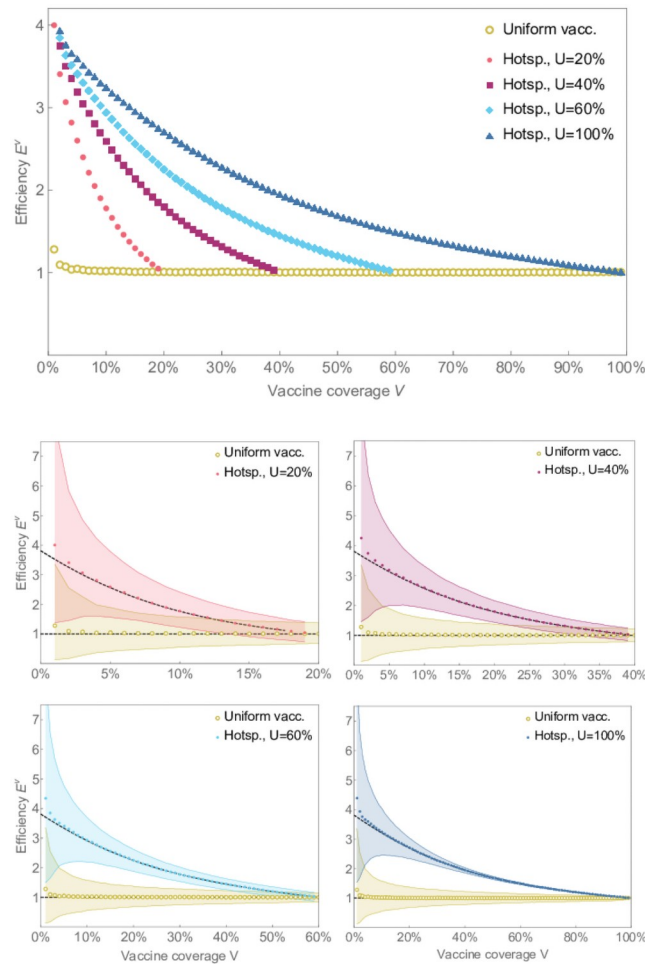 4
3
2
1
Efficiency Eᵛ
Uniform vacc.
Hotsp., U=20%
Hotsp., U=40%
Hotsp., U=60%
Hotsp., U=100%
0% 10% 20% 30% 40% 50% 60% 70% 80% 90% 100%
Vaccine coverage V
7
6
5
4
3
2
1
Efficiency Eᵛ
Uniform vacc.
Hotsp., U=20%
0% 5% 10% 15% 20%
7
6
5
4
3
2
1
Uniform vacc.
Hotsp., U=40%
0% 5% 10% 15% 20% 25% 30% 35% 40%
7
6
5
4
3
2
1
Efficiency Eᵛ
Uniform vacc.
Hotsp., U=60%
0% 10% 20% 30% 40% 50% 60%
Vaccine coverage V
7
6
5
4
3
2
1
Uniform vacc.
Hotsp., U=100%
0% 20% 40% 60% 80% 100%
Vaccine coverage V